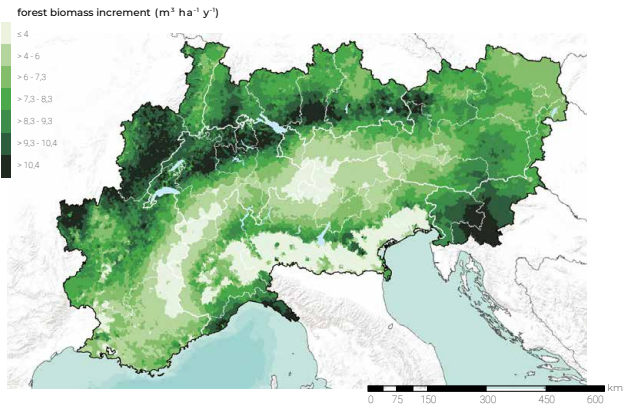 forest biomass increment (m³ ha⁻¹ y⁻¹)
≤ 4
> 4 - 6
> 6 - 7,3
> 7,3 - 8,3
> 8,3 - 9,3
> 9,3 - 10,4
> 10,4
km
0 75 150 300 450 600